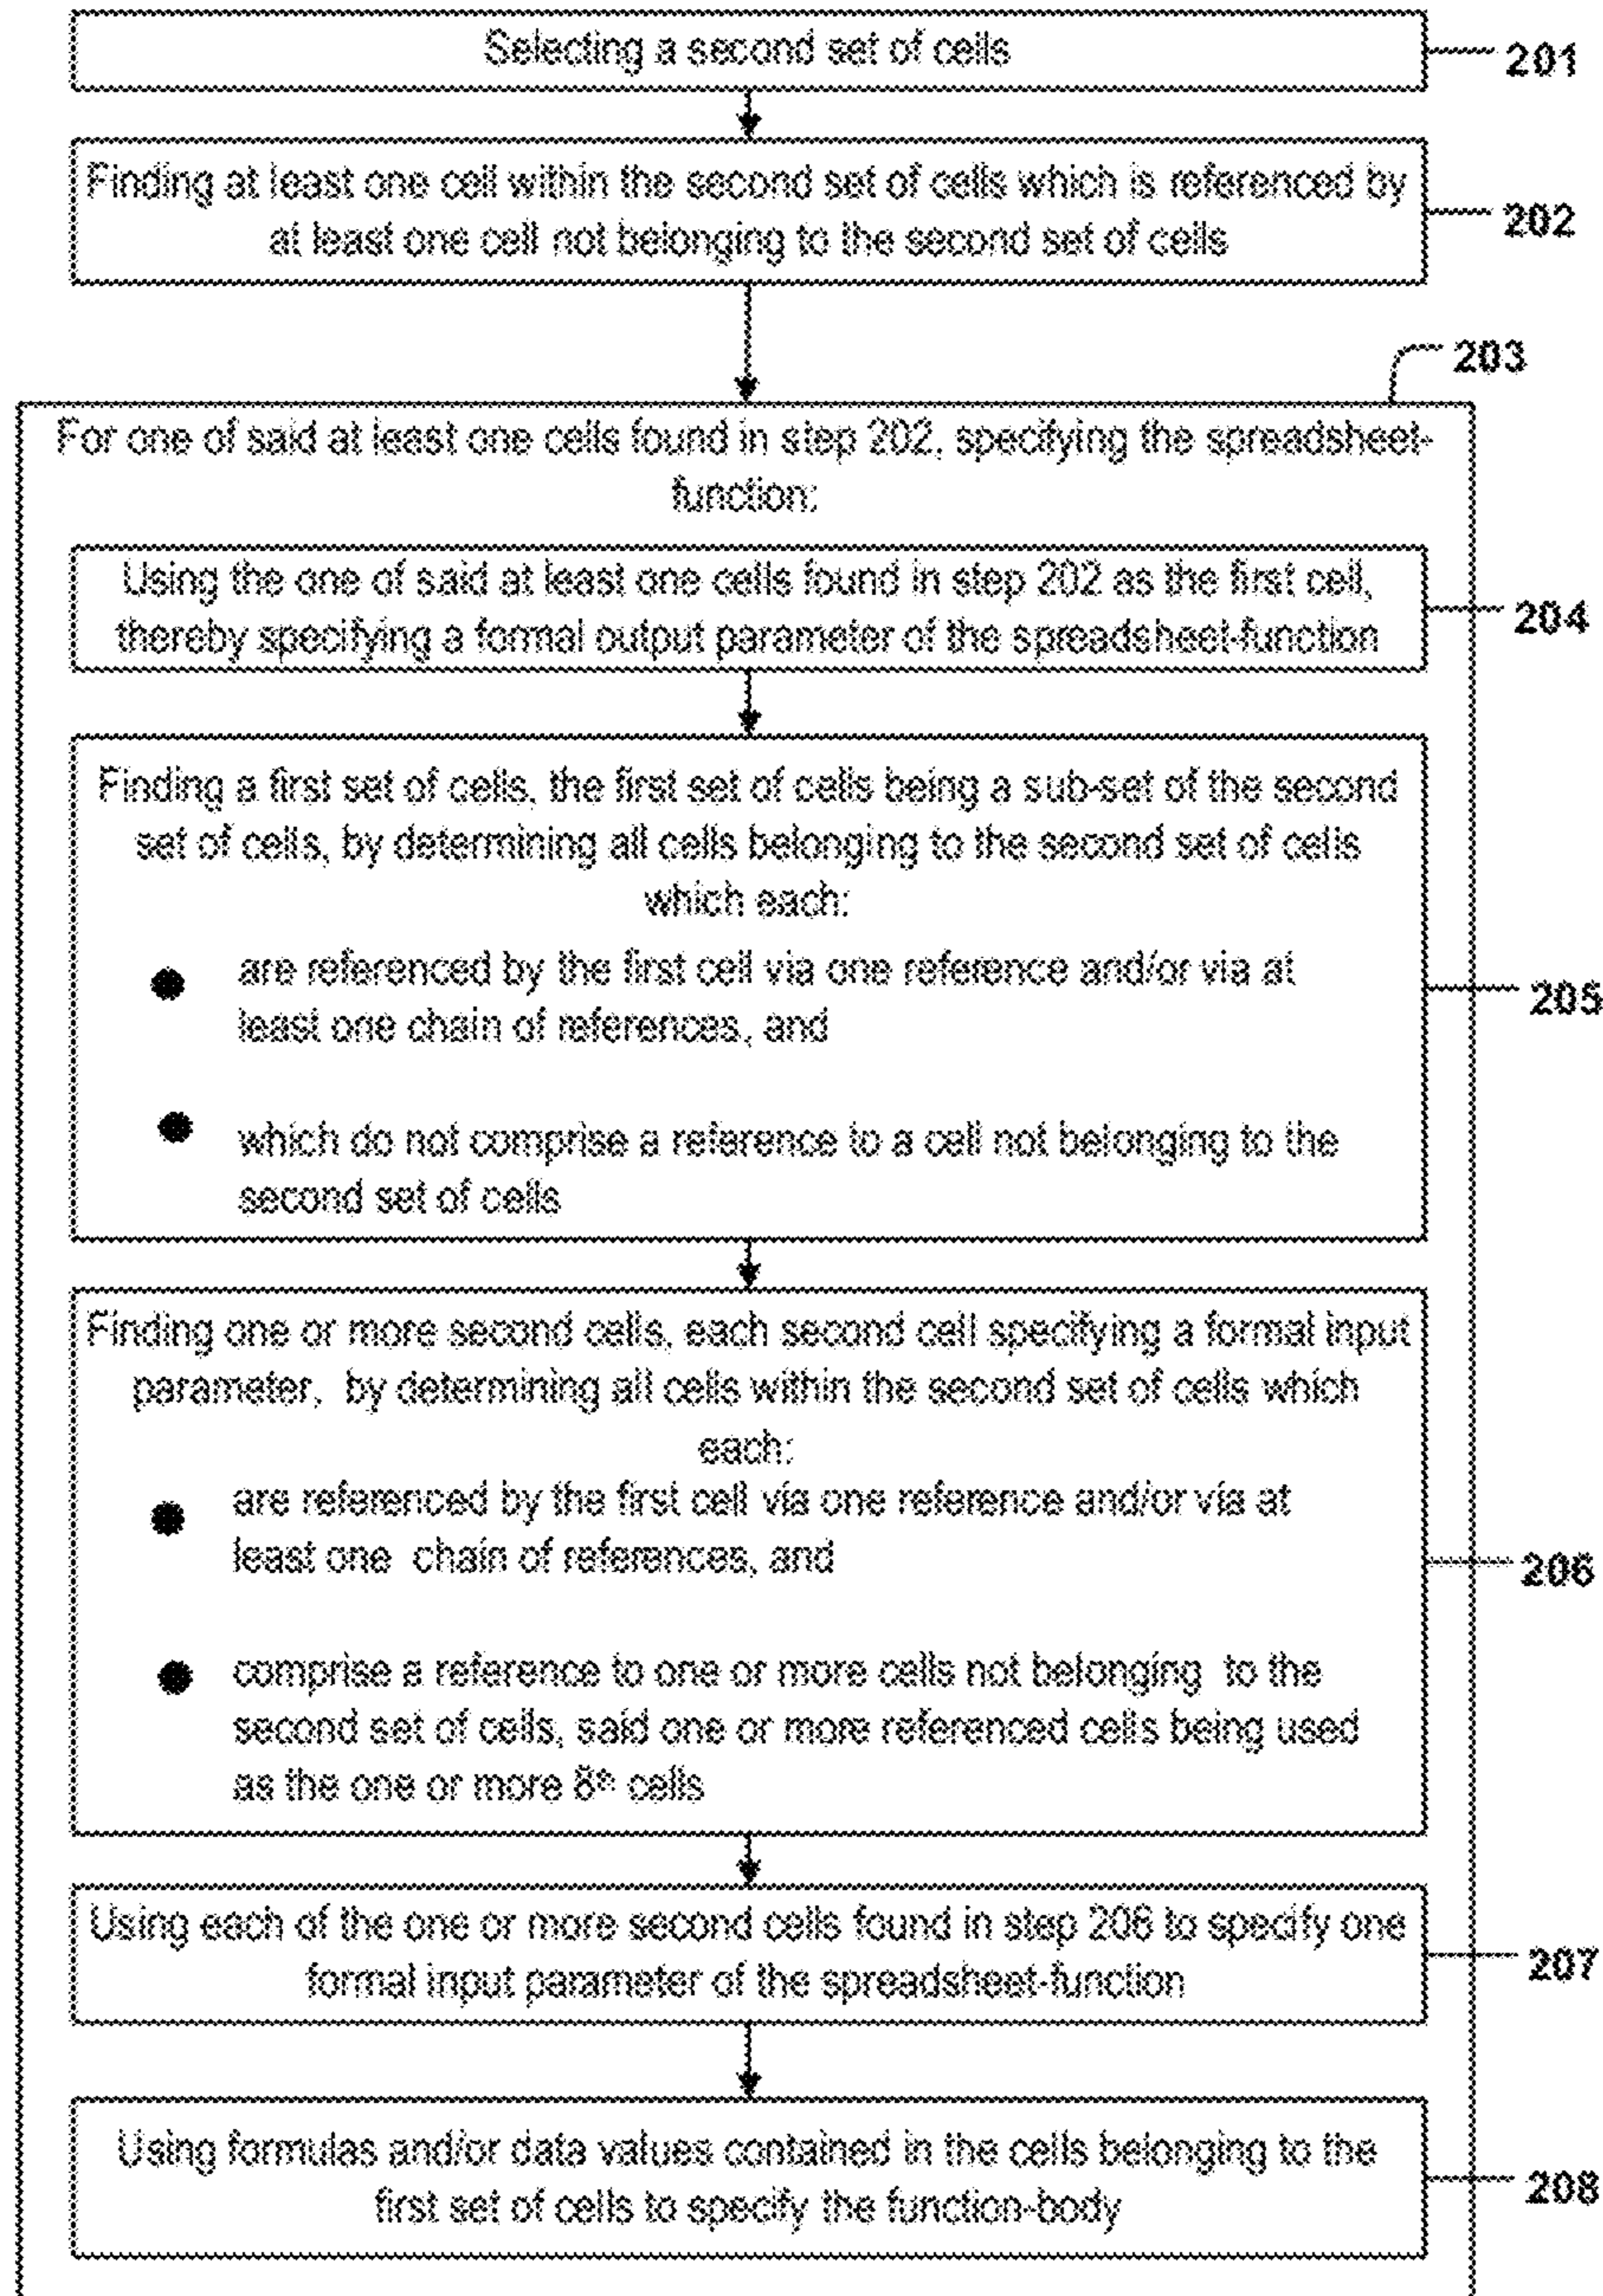 Selecting a second set of cells
201
Finding at least one cell within the second set of cells which is referenced by
at least one cell not belonging to the second set of cells
202
203
For one of said at least one cells found in step 202, specifying the spreadsheet-
function:
Using the one of said at least one cells found in step 202 as the first cell,
thereby specifying a formal output parameter of the spreadsheet-function
204
Finding a first set of cells, the first set of cells being a sub-set of the second
set of cells, by determining all cells belonging to the second set of cells
which each:
● are referenced by the first cell via one reference and/or via at
least one chain of references, and
● which do not comprise a reference to a cell not belonging to the
second set of cells
205
Finding one or more second cells, each second cell specifying a formal input
parameter, by determining all cells within the second set of cells which
each:
● are referenced by the first cell via one reference and/or via at
least one chain of references, and
● comprise a reference to one or more cells not belonging to the
second set of cells, said one or more referenced cells being used
as the one or more cells
206
Using each of the one or more second cells found in step 206 to specify one
formal input parameter of the spreadsheet-function
207
Using formulas and/or data values contained in the cells belonging to the
first set of cells to specify the function-body
208